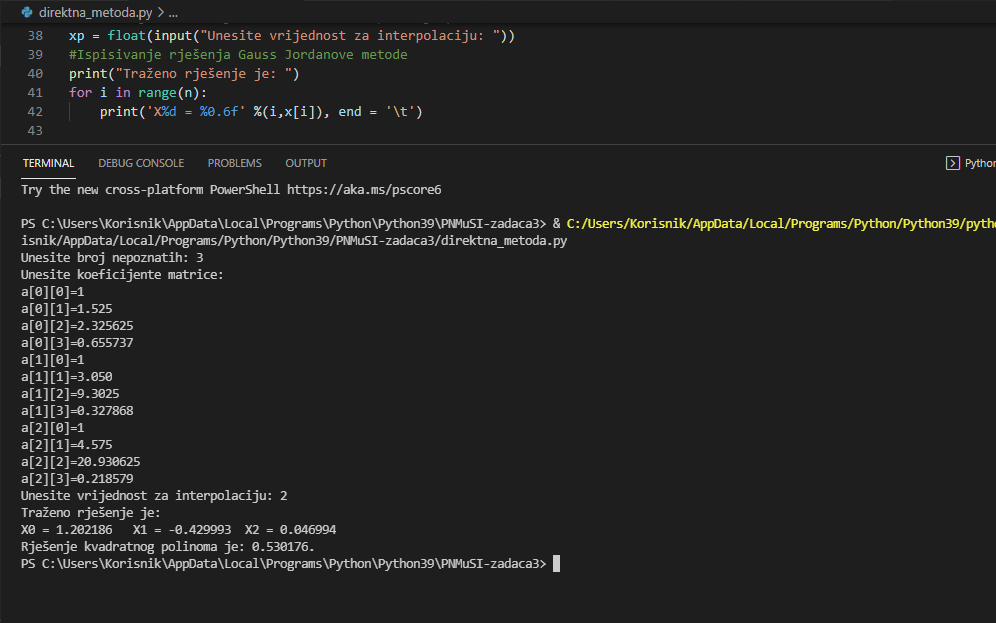 direktna_metoda.py > ...
38 xp = float(input("Unesite vrijednost za interpolaciju: "))
39 #Ispisivanje rješenja Gauss Jordanove metode
40 print("Traženo rješenje je: ")
41 for i in range(n):
42 print('X%d = %0.6f' %(i,x[i]), end = '\t')
43
TERMINAL DEBUG CONSOLE PROBLEMS OUTPUT Python
Try the new cross-platform PowerShell https://aka.ms/pscore6
PS C:\Users\Korisnik\AppData\Local\Programs\Python\Python39\PNMuSI-zadaca3> & C:/Users/Korisnik/AppData/Local/Programs/Python/Python39/pytho
isnik/AppData/Local/Programs/Python/Python39/PNMuSI-zadaca3/direktna_metoda.py
Unesite broj nepoznatih: 3
Unesite koeficijente matrice:
a[0][0]=1
a[0][1]=1.525
a[0][2]=2.325625
a[0][3]=0.655737
a[1][0]=1
a[1][1]=3.050
a[1][2]=9.3025
a[1][3]=0.327868
a[2][0]=1
a[2][1]=4.575
a[2][2]=20.930625
a[2][3]=0.218579
Unesite vrijednost za interpolaciju: 2
Traženo rješenje je:
X0 = 1.202186 X1 = -0.429993 X2 = 0.046994
Rješenje kvadratnog polinoma je: 0.530176.
PS C:\Users\Korisnik\AppData\Local\Programs\Python\Python39\PNMuSI-zadaca3>